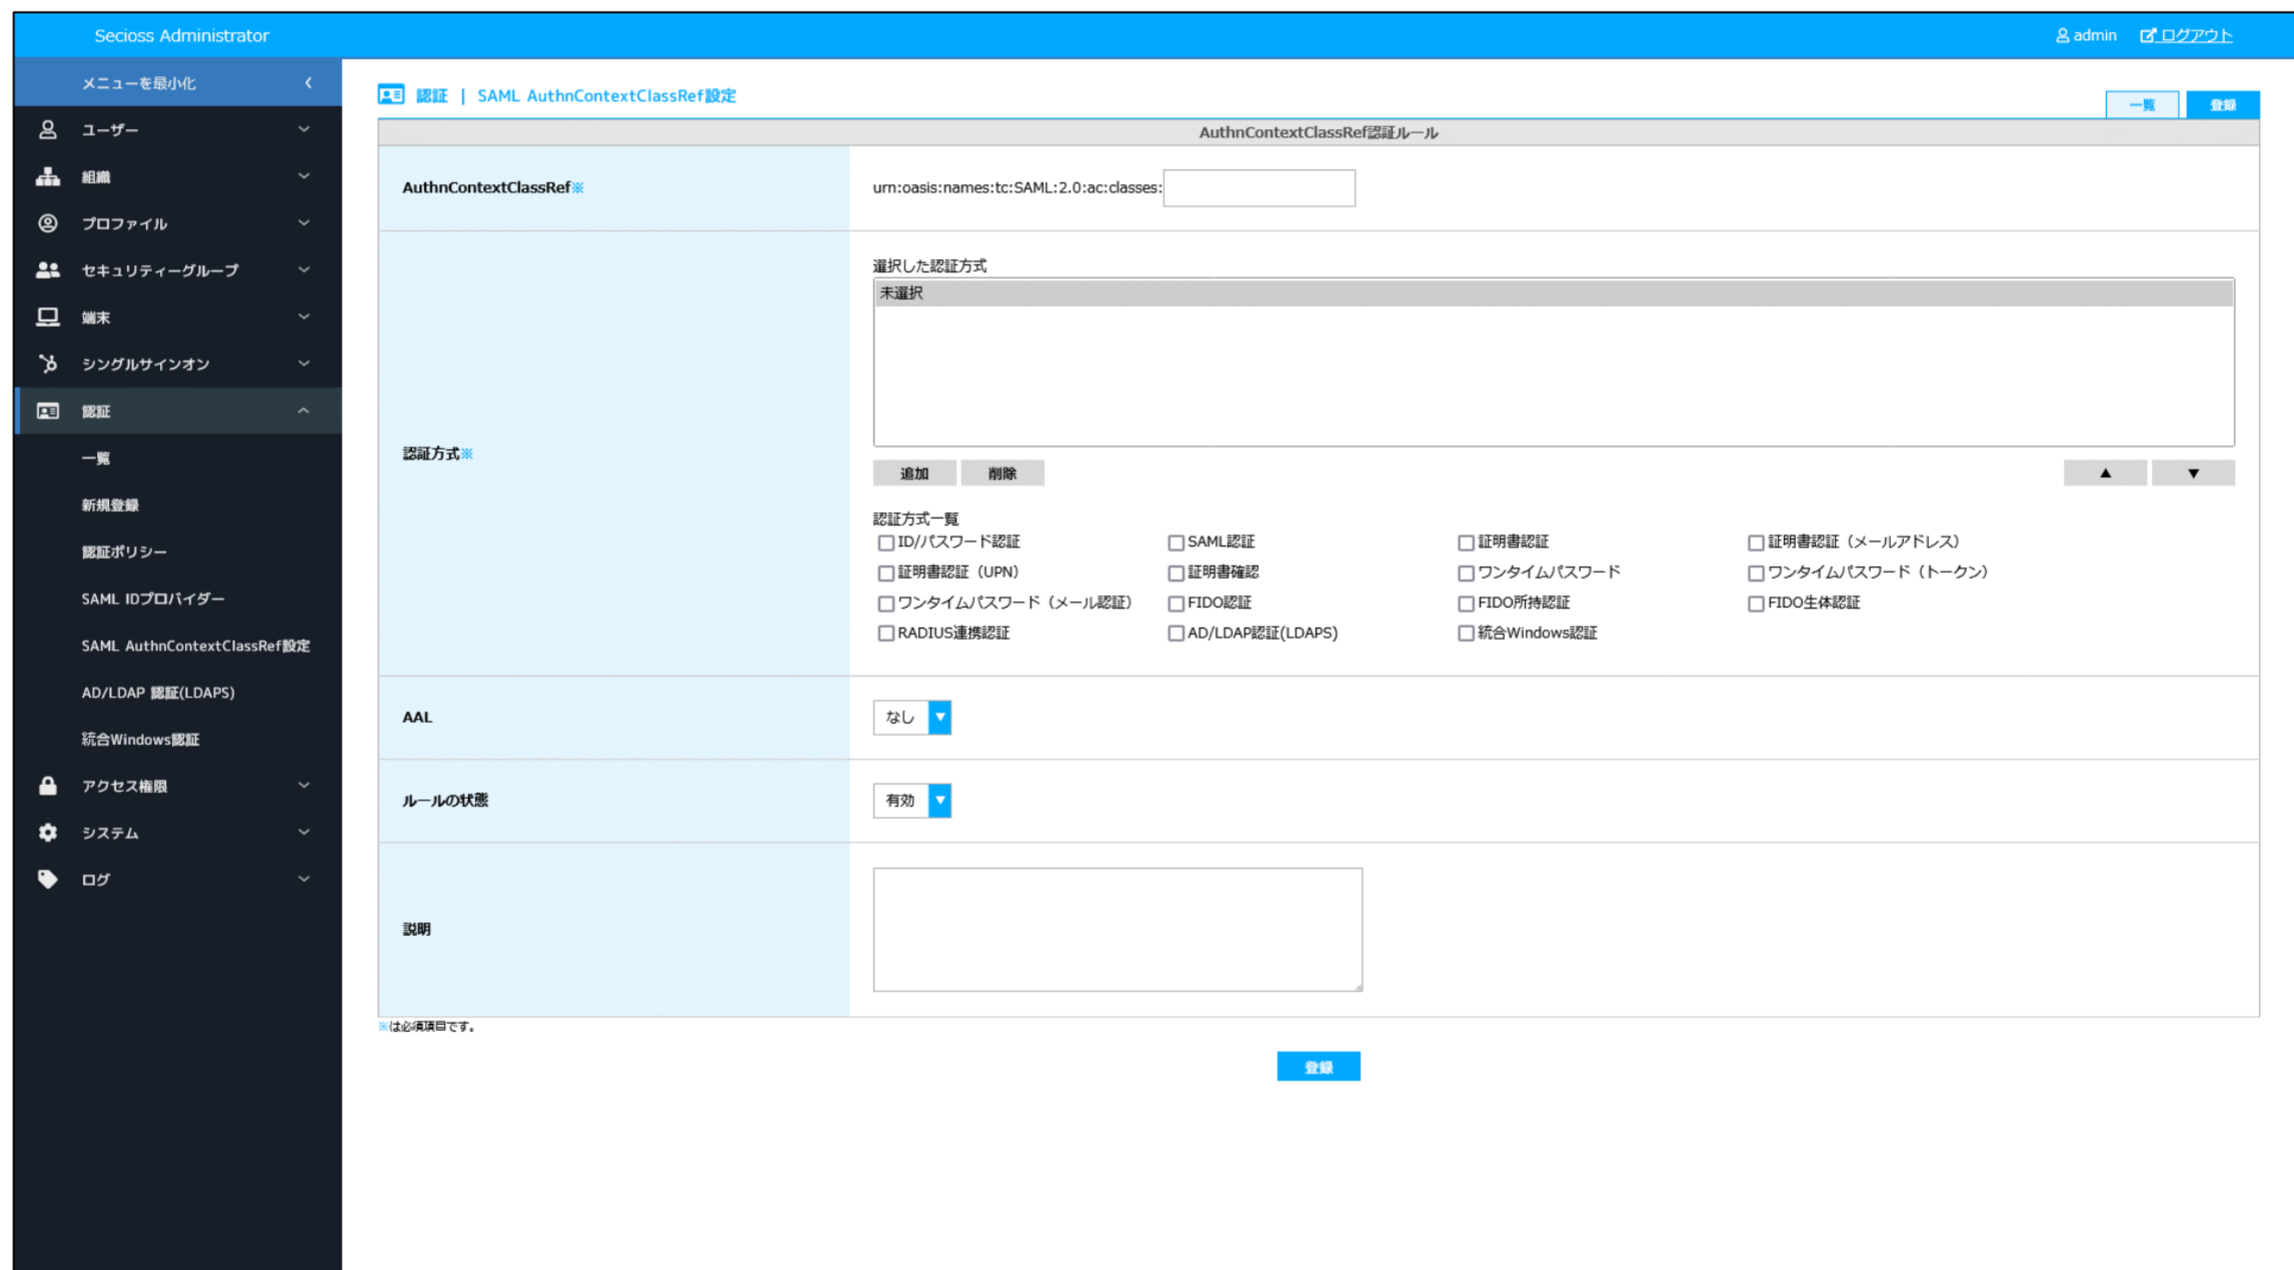 Secioss Administrator
admin ログアウト
メニューを最小化
ユーザー
組織
プロファイル
セキュリティーグループ
端末
シングルサインオン
認証
一覧
新規登録
認証ポリシー
SAML IDプロバイダー
SAML AuthnContextClassRef設定
AD/LDAP 認証(LDAPS)
統合Windows認証
アクセス権限
システム
ログ
認証 | SAML AuthnContextClassRef設定
一覧 登録
AuthnContextClassRef認証ルール
AuthnContextClassRef※ urn:oasis:names:tc:SAML:2.0:ac:classes:
認証方式※
選択した認証方式
未選択
追加 削除 ▲ ▼
認証方式一覧
ID/パスワード認証 SAML認証 証明書認証 証明書認証（メールアドレス）
証明書認証（UPN） 証明書確認 ワンタイムパスワード ワンタイムパスワード（トークン）
ワンタイムパスワード（メール認証） FIDO認証 FIDO所持認証 FIDO生体認証
RADIUS連携認証 AD/LDAP認証(LDAPS) 統合Windows認証
AAL なし ▼
ルールの状態 有効 ▼
説明
※は必須項目です。
登録